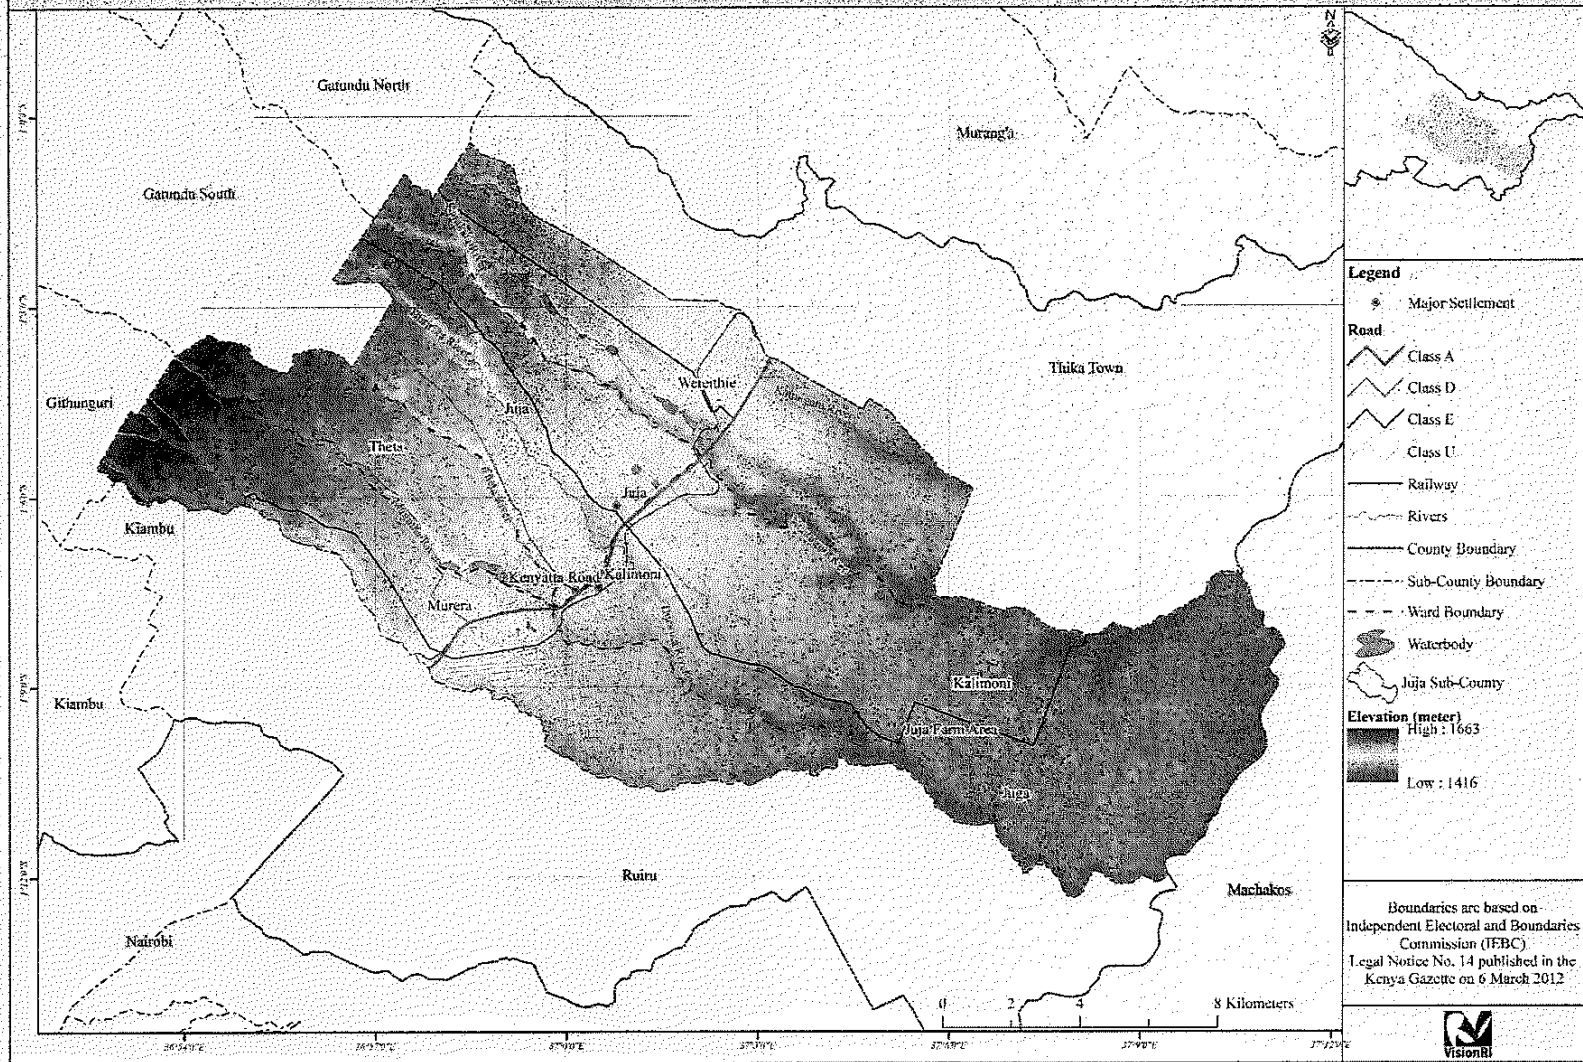 N
Gatundu North
Murang'a
Gatundu South
Githunguri
Weteithie
Thika Town
Juja
Theta
Juja
Kiambu
Kenyatta Road
Kalimoni
Murera
Kiambu
Kalimoni
Juja Farm Area
Juga
Ruiru
Machakos
Nairobi
0 2 4 8 Kilometers
Legend
Major Settlement
Road
Class A
Class D
Class E
Class U
Railway
Rivers
County Boundary
Sub-County Boundary
Ward Boundary
Waterbody
Juja Sub-County
Elevation (meter)
High : 1663
Low : 1416
Boundaries are based on
Independent Electoral and Boundaries
Commission (IEBC)
Legal Notice No. 14 published in the
Kenya Gazette on 6 March 2012
VisionRI